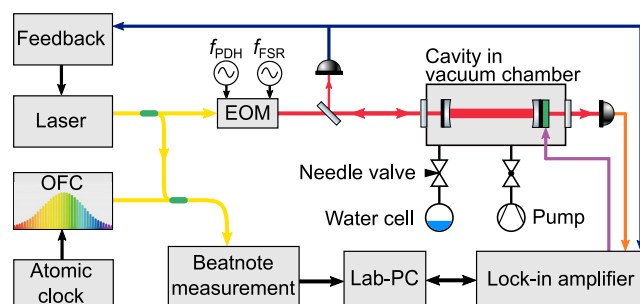 Feedback
Laser
OFC
Atomic
clock
f_PDH
f_FSR
EOM
Cavity in
vacuum chamber
Needle valve
Water cell
Pump
Beatnote
measurement
Lab-PC
Lock-in amplifier